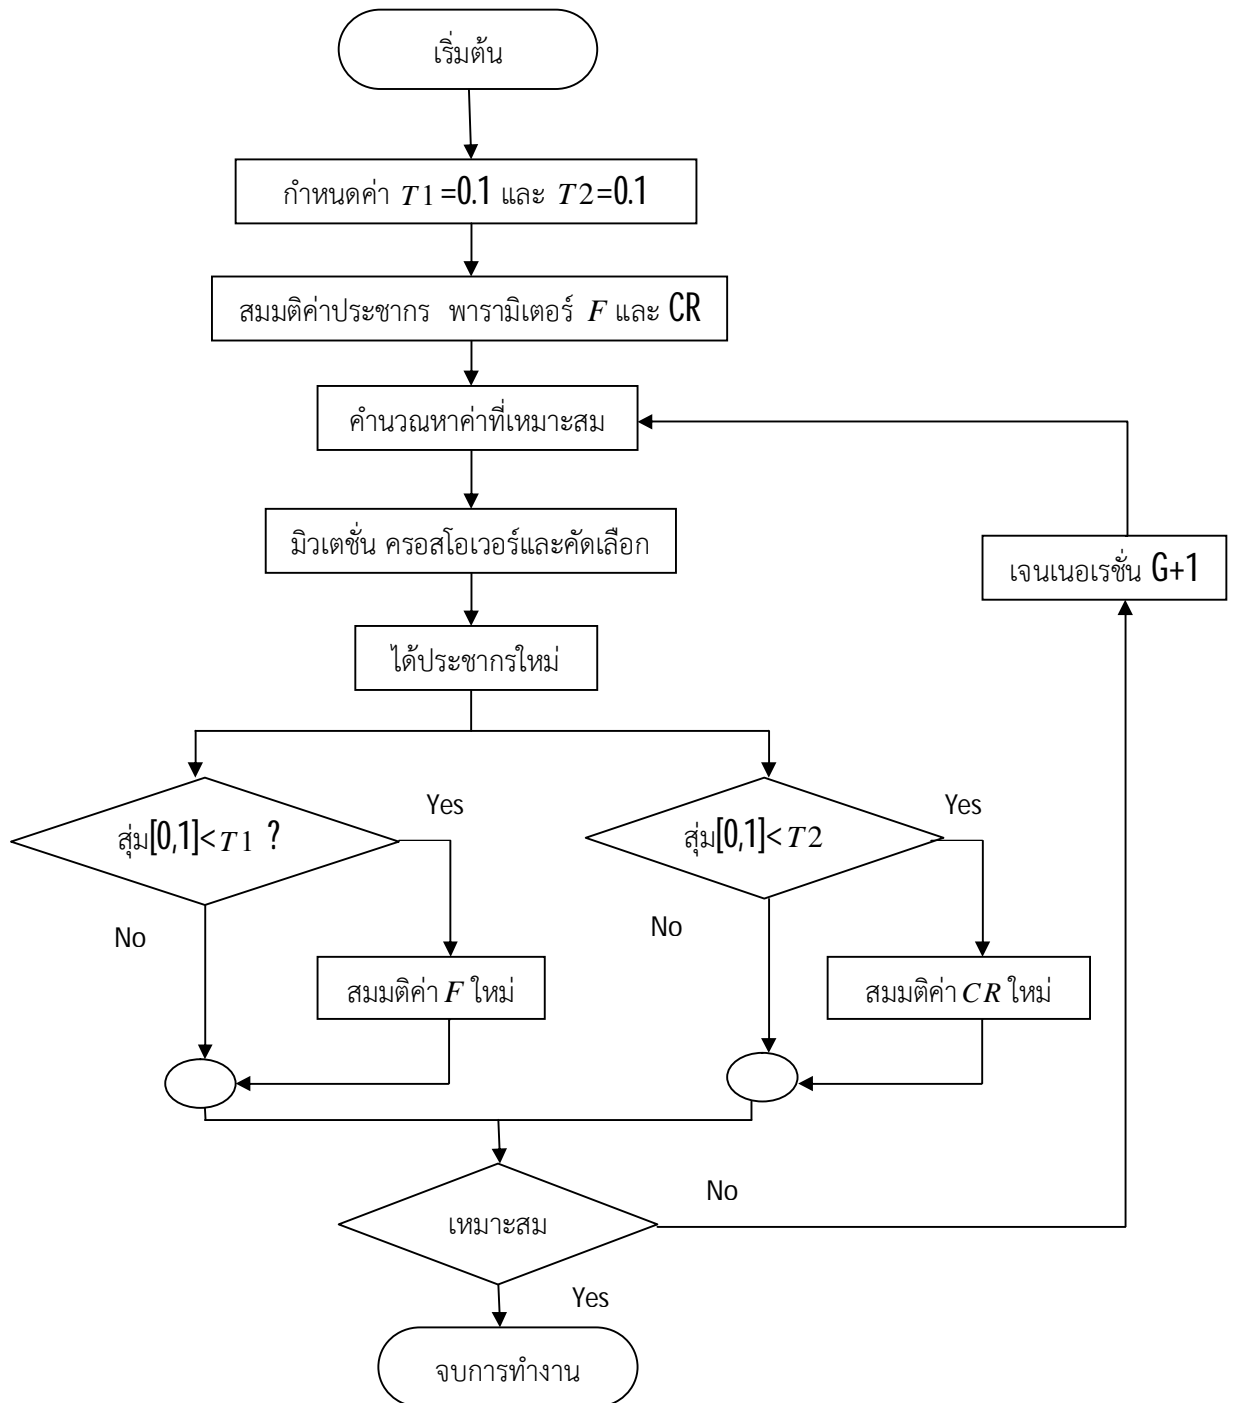 เริ่มต้น
กำหนดค่า T1=0.1 และ T2=0.1
สมมติค่าประชากร พารามิเตอร์ F และ CR
คำนวณหาค่าที่เหมาะสม
มิวเตชั่น ครอสโอเวอร์และคัดเลือก
เจนเนอเรชั่น G+1
ได้ประชากรใหม่
สุ่ม[0,1]<T1 ?
Yes
สุ่ม[0,1]<T2
Yes
No
No
สมมติค่า F ใหม่
สมมติค่า CR ใหม่
เหมาะสม
No
Yes
จบการทำงาน